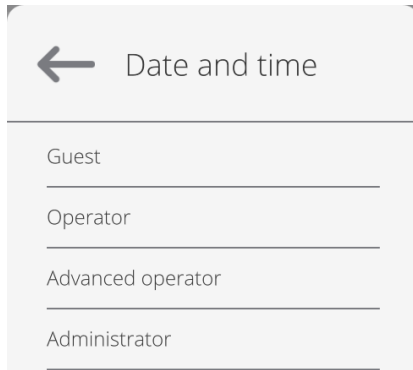 Date and time
Guest
Operator
Advanced operator
Administrator